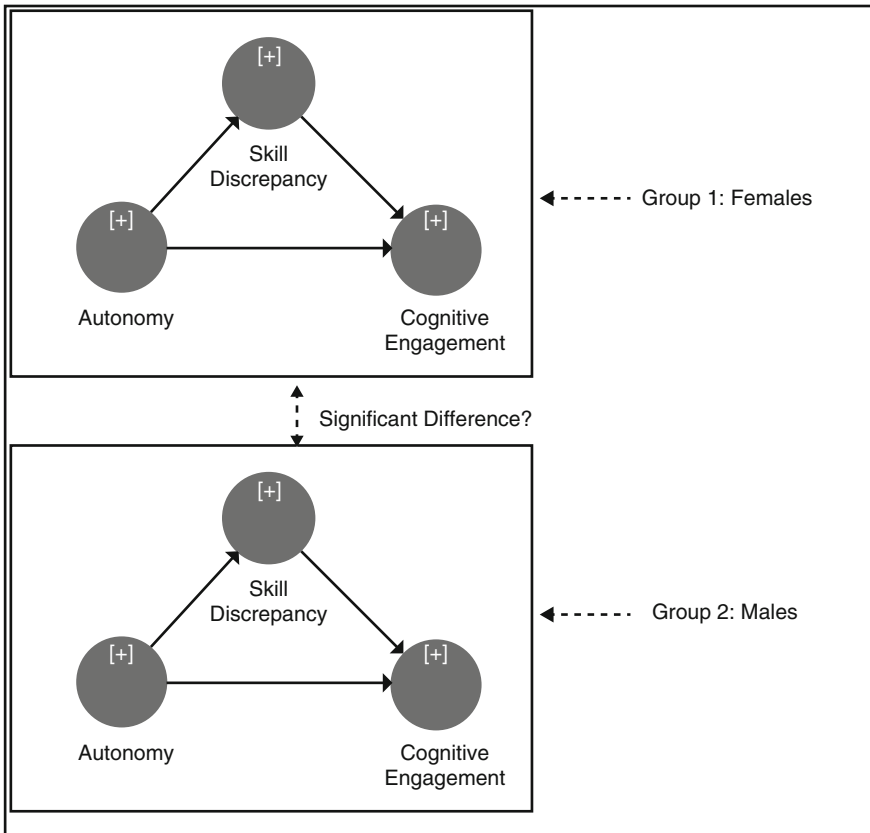 [+]
Skill
Discrepancy
[+]
[+]
Autonomy
Cognitive
Engagement
Group 1: Females
Significant Difference?
[+]
Skill
Discrepancy
[+]
[+]
Autonomy
Cognitive
Engagement
Group 2: Males